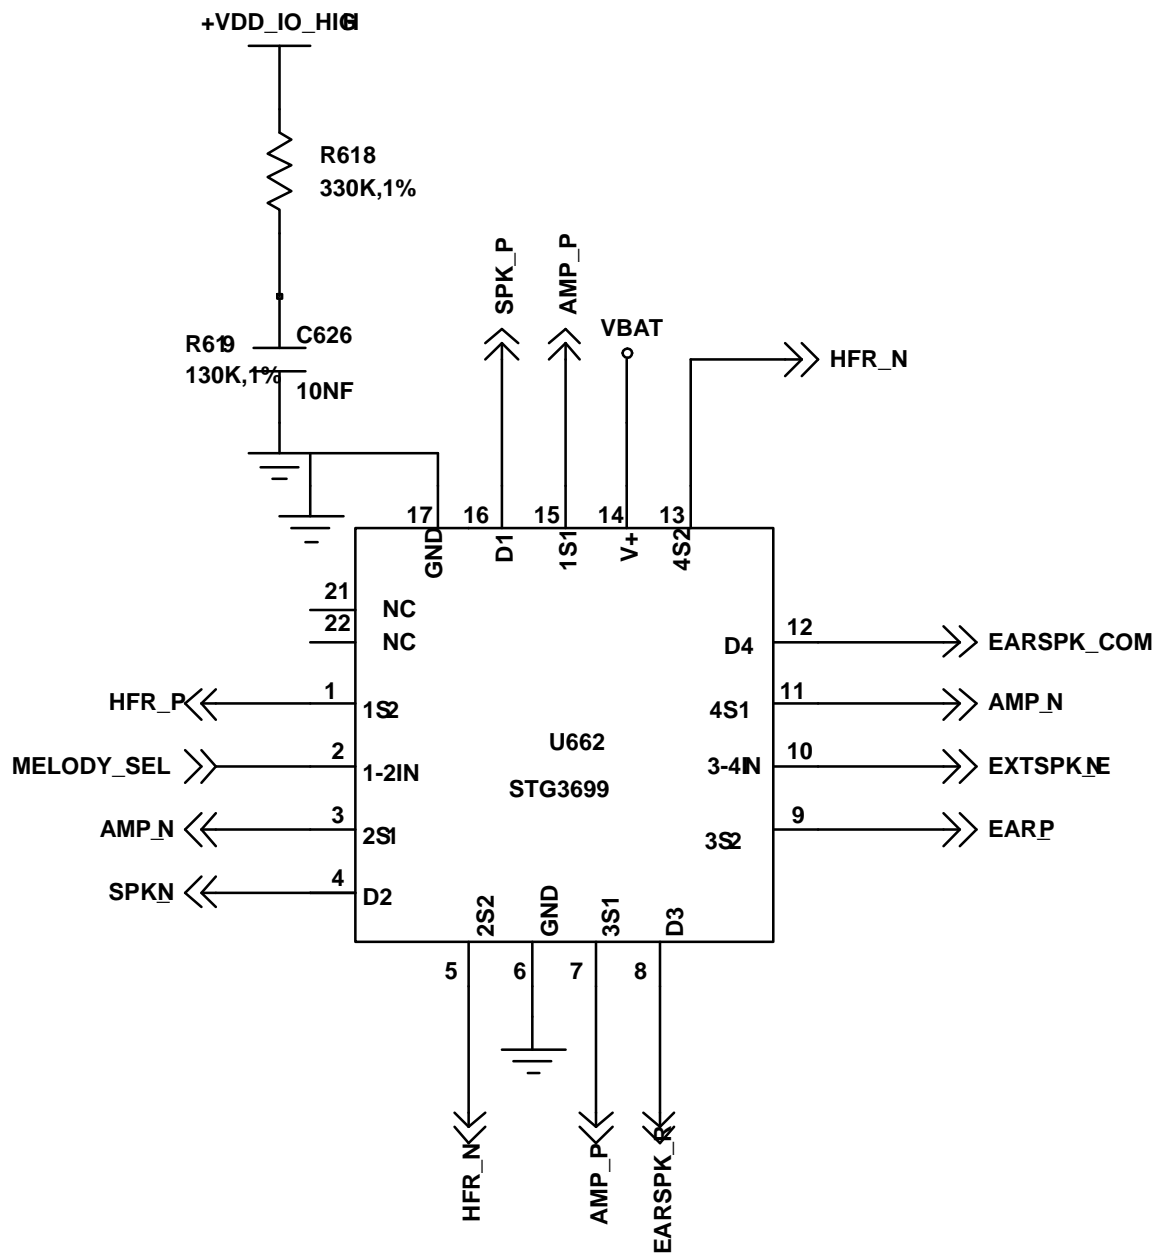 +VDD_IO_HIGH
R618
330K,1%
SPK_P
AMP_P
VBAT
R619
C626
130K,1%
10NF
HFR_N
17
16
15
14
13
GND
D1
1S1
V+
4S2
21
NC
22
NC
12
D4
EARSPK_COM
HFR_P
1
1S2
11
4S1
AMP_N
U662
MELODY_SEL
2
1-2IN
10
3-4IN
EXTSPK_NE
STG3699
AMP_N
3
2S1
9
3S2
EAR_P
SPK_N
4
D2
2S2
GND
3S1
D3
5
6
7
8
HFR_N
AMP_P
EARSPK_R